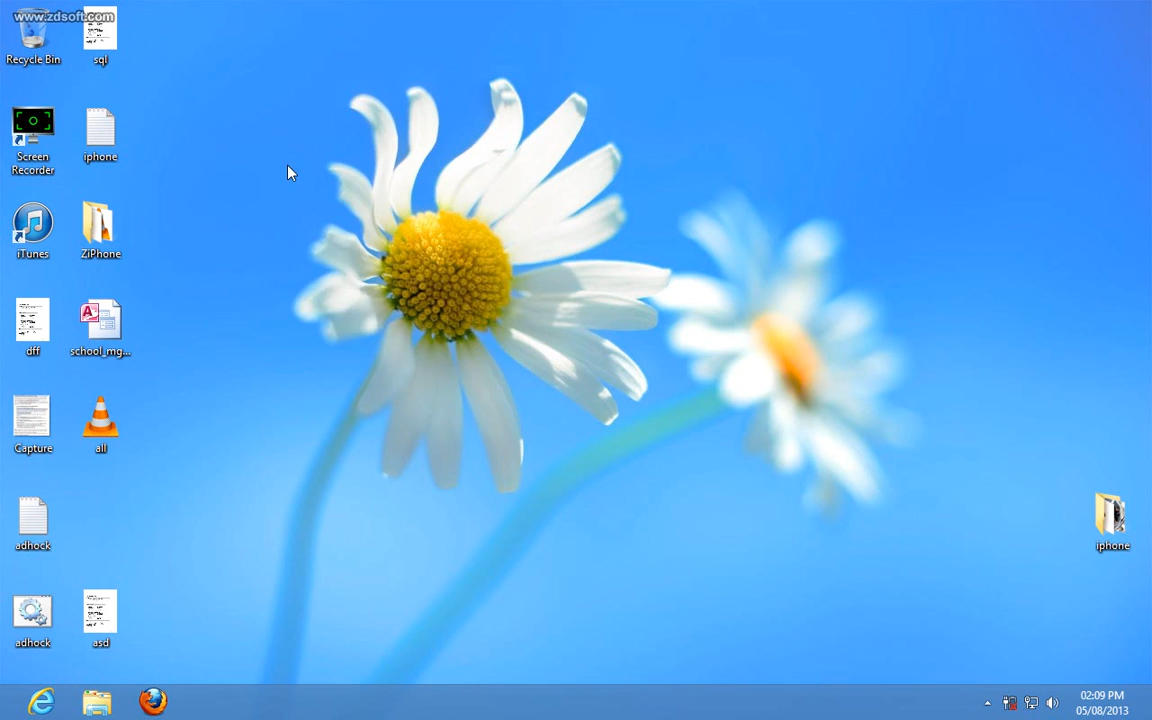 www.zdsoft.com
Recycle Bin
sql
Screen
Recorder
iphone
iTunes
ZiPhone
dff
school_mg...
Capture
all
adhock
adhock
asd
iphone
02:09 PM
05/08/2013